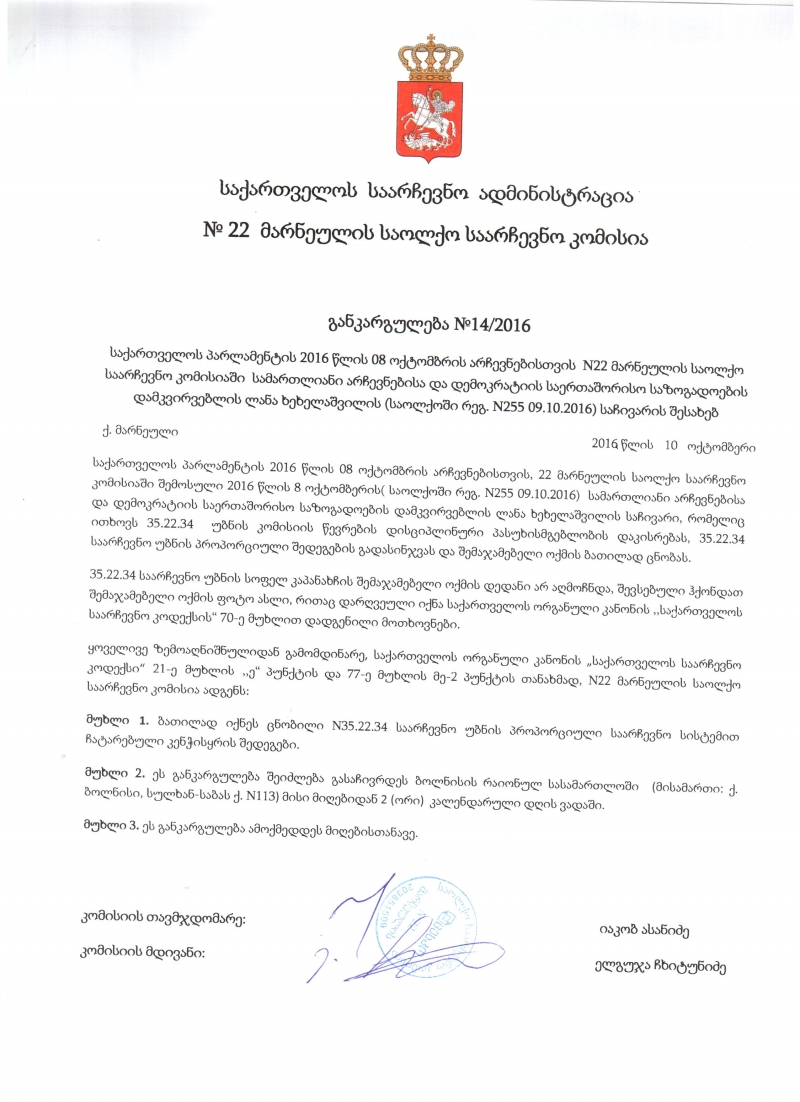 საქართველოს საარჩევნო ადმინისტრაცია
№ 22 მარნეულის საოლქო საარჩევნო კომისია
განკარგულება №14/2016
საქართველოს პარლამენტის 2016 წლის 08 ოქტომბრის არჩევნებისთვის N22 მარნეულის საოლქო
საარჩევნო კომისიაში სამართლიანი არჩევნებისა და დემოკრატიის საერთაშორისო საზოგადოების
დამკვირვებლის ლანა ხეხელაშვილის (საოლქოში რეგ. N255 09.10.2016) საჩივარის შესახებ
ქ. მარნეული
2016 წლის 10 ოქტომბერი
საქართველოს პარლამენტის 2016 წლის 08 ოქტომბრის არჩევნებისთვის, 22 მარნეულის საოლქო საარჩევნო
კომისიაში შემოსული 2016 წლის 8 ოქტომბერის( საოლქოში რეგ. N255 09.10.2016) სამართლიანი არჩევნებისა
და დემოკრატიის საერთაშორისო საზოგადოების დამკვირვებლის ლანა ხეხელაშვილის საჩივარი, რომელიც
ითხოვს 35.22.34 უბნის კომისიის წევრების დისციპლინური პასუხისმგებლობის დაკისრებას, 35.22.34
საარჩევნო უბნის პროპორციული შედეგების გადასინჯვას და შემაჯამებელი ოქმის ბათილად ცნობას.
35.22.34 საარჩევნო უბნის სოფელ კაპანახჩის შემაჯამებელი ოქმის დედანი არ აღმოჩნდა, შევსებული ჰქონდათ
შემაჯამებელი ოქმის ფოტო ასლი, რითაც დარღვეული იქნა საქართველოს ორგანული კანონის ,,საქართველოს
საარჩევნო კოდექსის“ 70-ე მუხლით დადგენილი მოთხოვნები.
ყოველივე ზემოაღნიშნულიდან გამომდინარე, საქართველოს ორგანული კანონის „საქართველოს საარჩევნო
კოდექსი“ 21-ე მუხლის ,,ე“ პუნქტის და 77-ე მუხლის მე-2 პუნქტის თანახმად, N22 მარნეულის საოლქო
საარჩევნო კომისია ადგენს:
მუხლი 1. ბათილად იქნეს ცნობილი N35.22.34 საარჩევნო უბნის პროპორციული საარჩევნო სისტემით
ჩატარებული კენჭისყრის შედეგები.
მუხლი 2. ეს განკარგულება შეიძლება გასაჩივრდეს ბოლნისის რაიონულ სასამართლოში (მისამართი: ქ.
ბოლნისი, სულხან-საბას ქ. N113) მისი მიღებიდან 2 (ორი) კალენდარული დღის ვადაში.
მუხლი 3. ეს განკარგულება ამოქმედდეს მიღებისთანავე.
კომისიის თავმჯდომარე:
იაკობ ასანიძე
კომისიის მდივანი:
ელგუჯა ჩხიტუნიძე